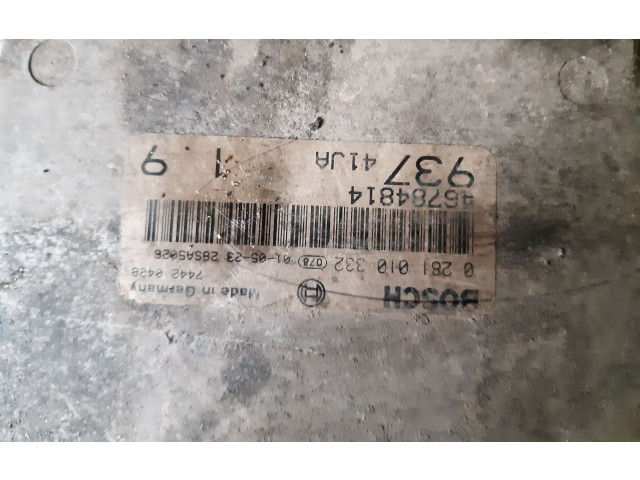 BOSCH Made in Germany
7442 0428
0 281 010 332 078 01-05-23 28SA5026
46784814
937 41JA 1 9